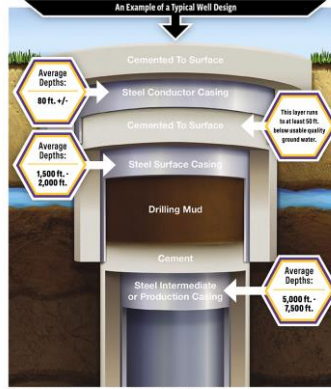 An Example of a Typical Well Design
Cemented To Surface
Average
Depths:
80 ft. +/-
Steel Conductor Casing
Cemented To Surface
This layer runs
to at least 50 ft.
below usable quality
ground water.
Average
Depths:
1,500 ft. -
2,000 ft.
Steel Surface Casing
Drilling Mud
Cement
Steel Intermediate
or Production Casing
Average
Depths:
5,000 ft. -
7,500 ft.